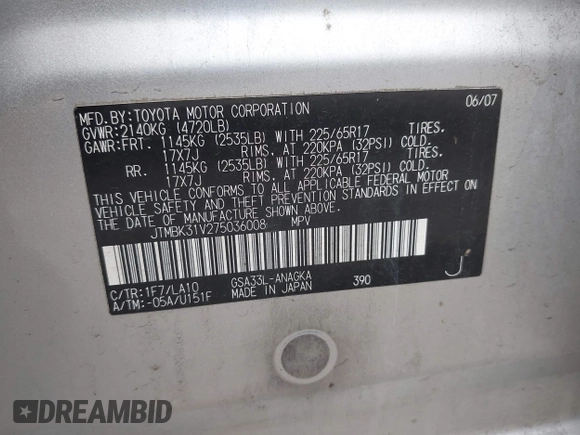 MFD.BY:TOYOTA MOTOR CORPORATION 06/07
GVWR:2140KG (4720LB)
GAWR:FRT. 1145KG (2535LB) WITH 225/65R17 TIRES.
17X7J RIMS. AT 220KPA (32PSI) COLD.
RR. 1145KG (2535LB) WITH 225/65R17 TIRES.
17X7J RIMS. AT 220KPA (32PSI) COLD.
THIS VEHICLE CONFORMS TO ALL APPLICABLE FEDERAL MOTOR
VEHICLE SAFETY AND THEFT PREVENTION STANDARDS IN EFFECT ON
THE DATE OF MANUFACTURE SHOWN ABOVE.
JTMBK31V275036008 MPV
C/TR:1F7/LA10 GSA33L-ANAGKA 390 J
A/TM:-05A/U151F MADE IN JAPAN
DREAMBID